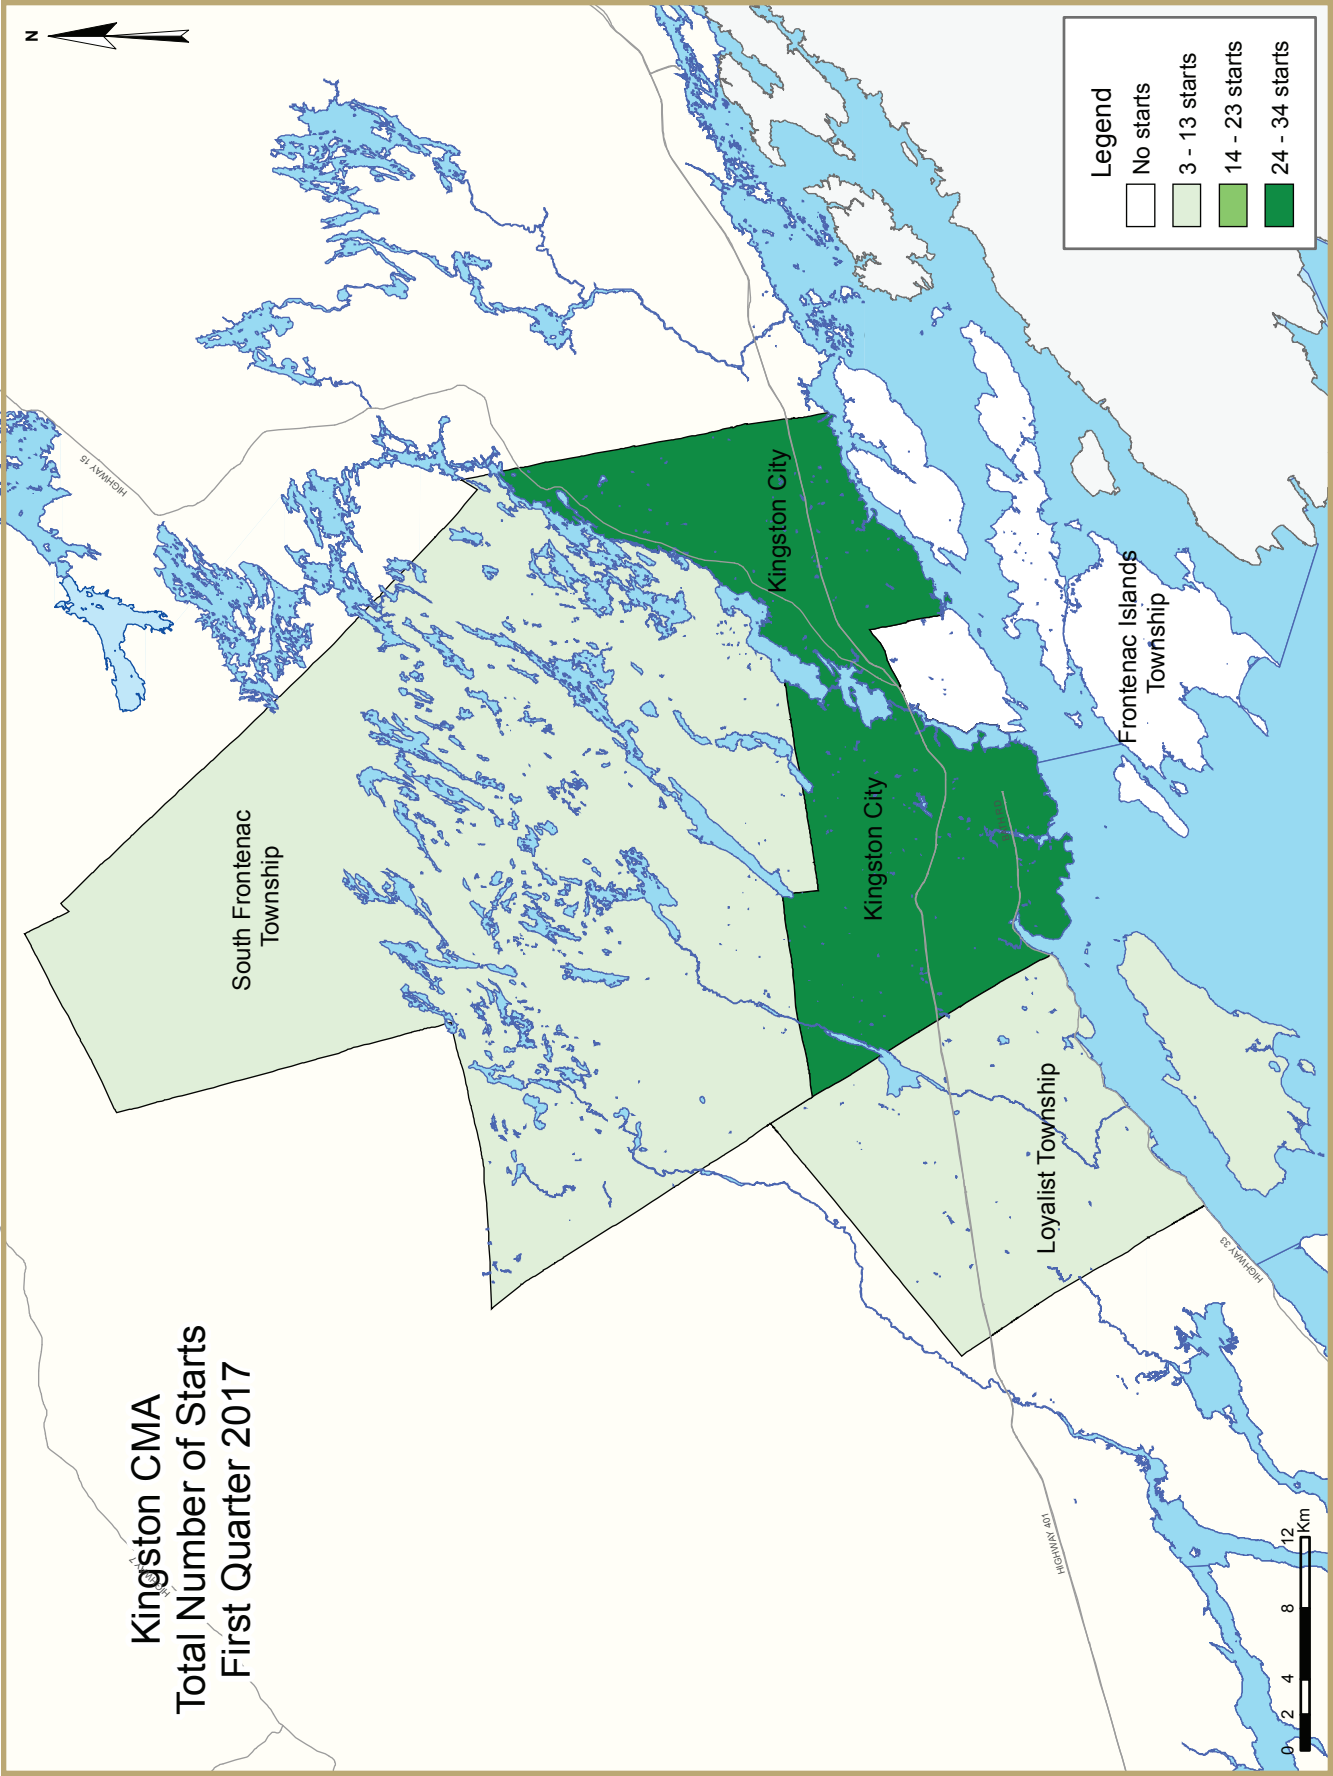 Kingston CMA
Total Number of Starts
First Quarter 2017
N
HIGHWAY 7
HIGHWAY 15
South Frontenac
Township
Kingston City
Kingston City
Frontenac Islands
Township
Loyalist Township
HIGHWAY 33
HIGHWAY 401
0 2 4 8 12
Km
Legend
No starts
3 - 13 starts
14 - 23 starts
24 - 34 starts